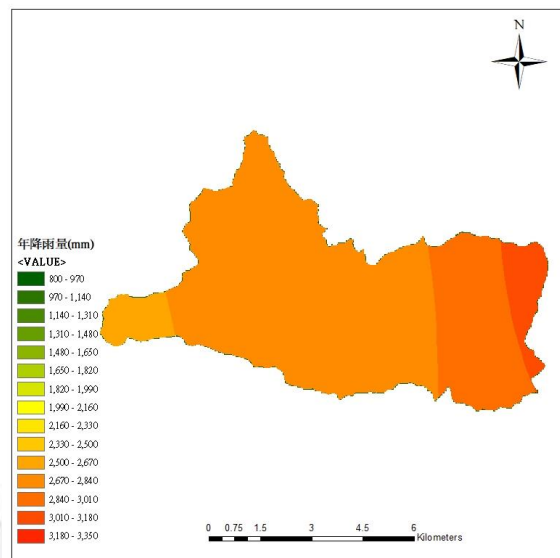 N
年降雨量(mm)
<VALUE>
800 - 970
970 - 1,140
1,140 - 1,310
1,310 - 1,480
1,480 - 1,650
1,650 - 1,820
1,820 - 1,990
1,990 - 2,160
2,160 - 2,330
2,330 - 2,500
2,500 - 2,670
2,670 - 2,840
2,840 - 3,010
3,010 - 3,180
3,180 - 3,350
0 0.75 1.5 3 4.5 6
Kilometers